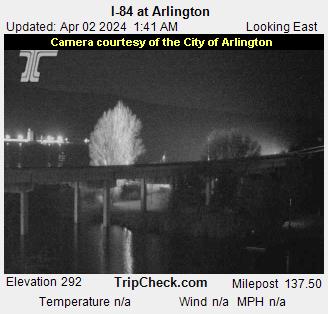 I-84 at Arlington
Updated: Apr 02 2024 1:41 AM Looking East
Camera courtesy of the City of Arlington
Elevation 292 TripCheck.com Milepost 137.50
Temperature n/a Wind n/a MPH n/a